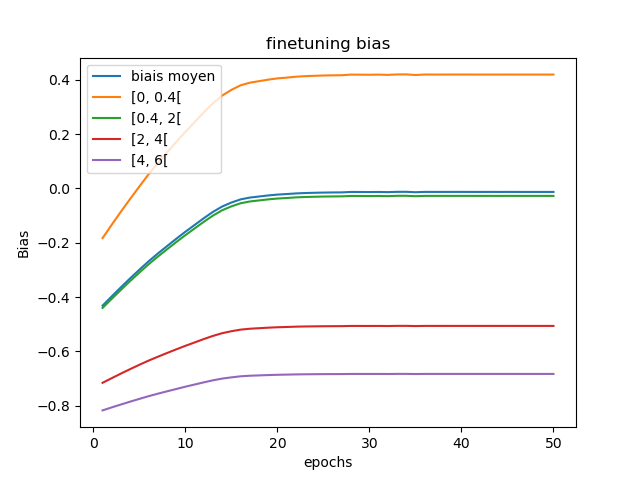 finetuning bias
biais moyen
[0, 0.4[
[0.4, 2[
[2, 4[
[4, 6[
Bias
0.4
0.2
0.0
−0.2
−0.4
−0.6
−0.8
0 10 20 30 40 50
epochs